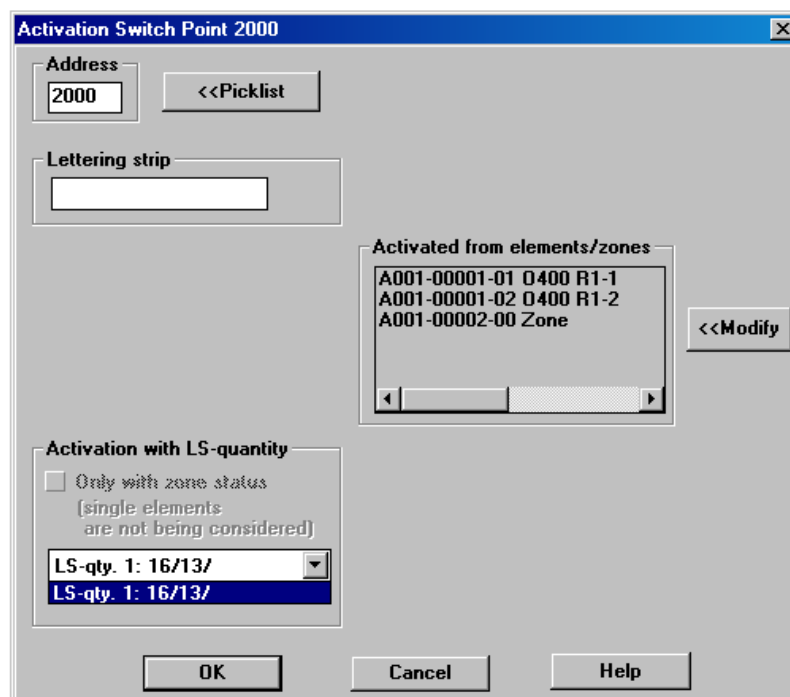 Activation Switch Point 2000
Address
2000
<<Picklist
Lettering strip
Activated from elements/zones
A001-00001-01 O400 R1-1
A001-00001-02 O400 R1-2
A001-00002-00 Zone
<<Modify
Activation with LS-quantity
Only with zone status
(single elements
are not being considered)
LS-qty. 1: 16/13/
LS-qty. 1: 16/13/
OK
Cancel
Help